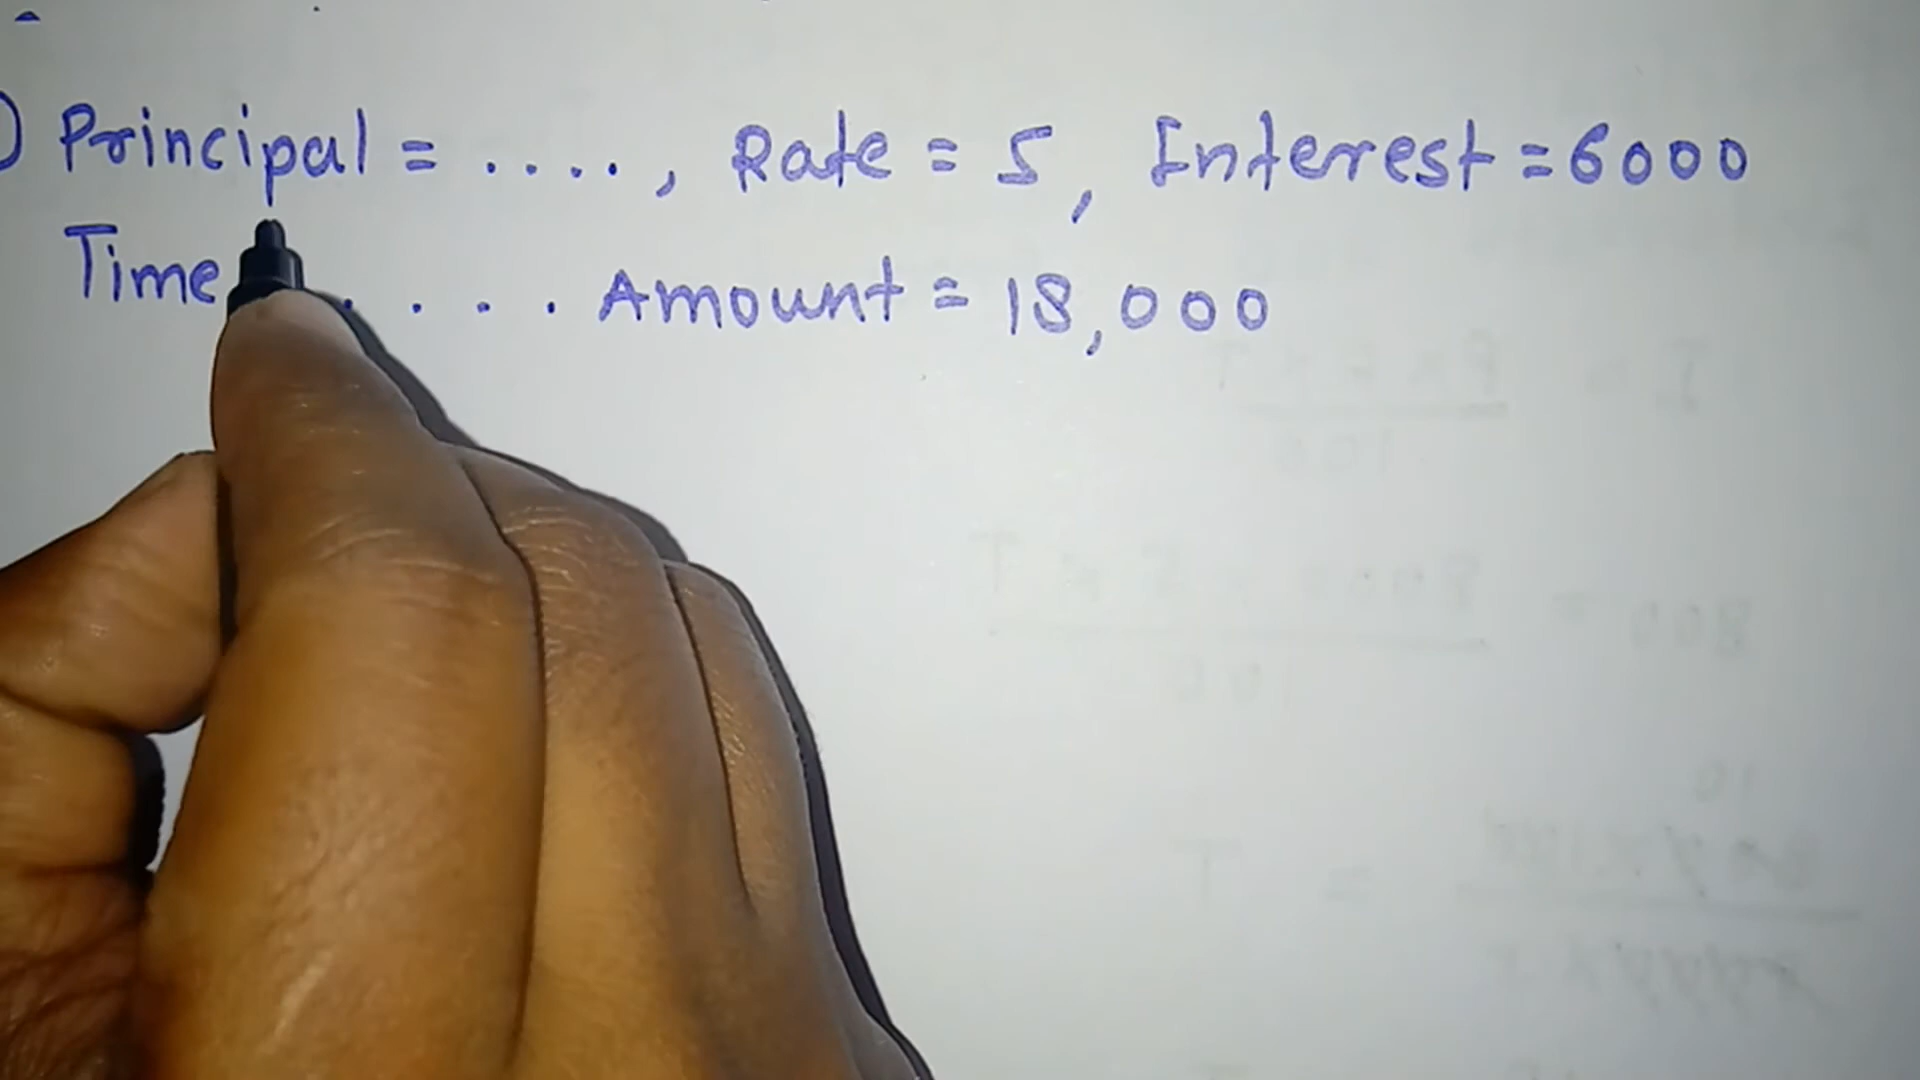 ) Principal = ...., Rate = 5, Interest = 6000
Time .... Amount = 18,000